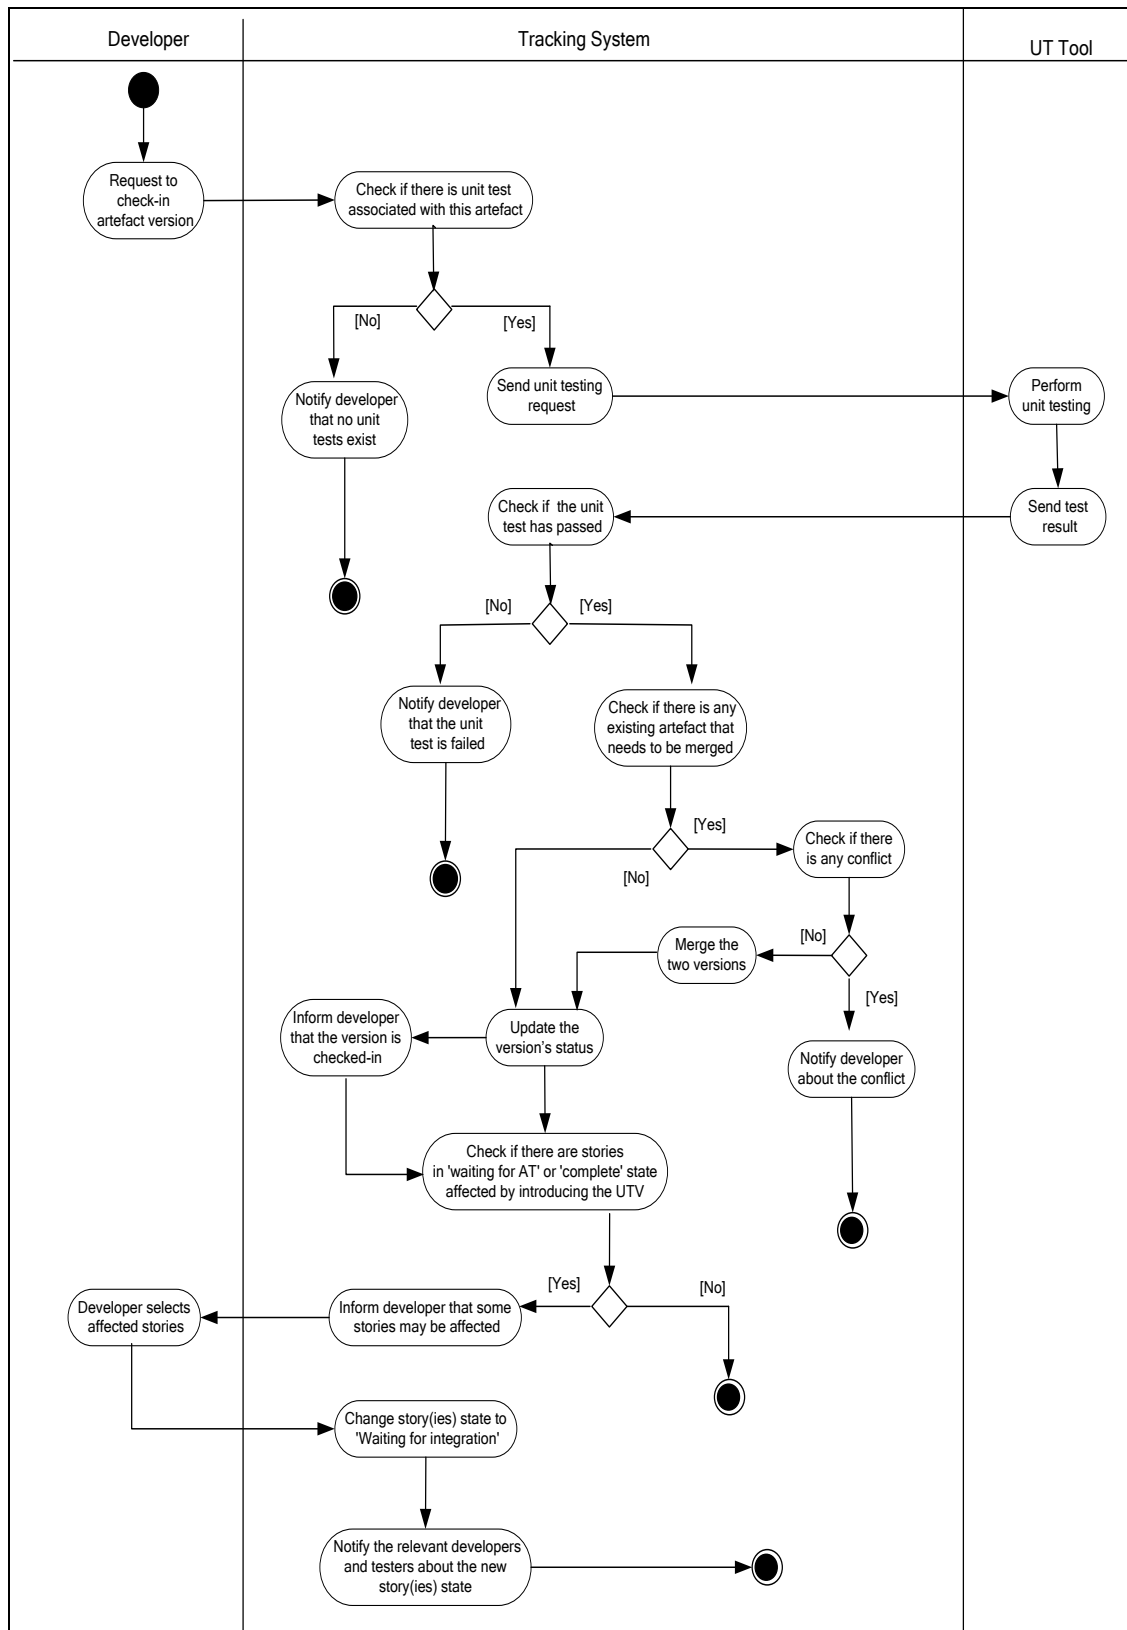 Developer
Tracking System
UT Tool
Request to
check-in
artefact version
Check if there is unit test
associated with this artefact
[No]
[Yes]
Notify developer
that no unit
tests exist
Send unit testing
request
Perform
unit testing
Check if the unit
test has passed
Send test
result
[No]
[Yes]
Notify developer
that the unit
test is failed
Check if there is any
existing artefact that
needs to be merged
[Yes]
[No]
Check if there
is any conflict
[No]
[Yes]
Merge the
two versions
Inform developer
that the version is
checked-in
Update the
version's status
Notify developer
about the conflict
Check if there are stories
in 'waiting for AT' or 'complete' state
affected by introducing the UTV
[Yes]
[No]
Developer selects
affected stories
Inform developer that some
stories may be affected
Change story(ies) state to
'Waiting for integration'
Notify the relevant developers
and testers about the new
story(ies) state